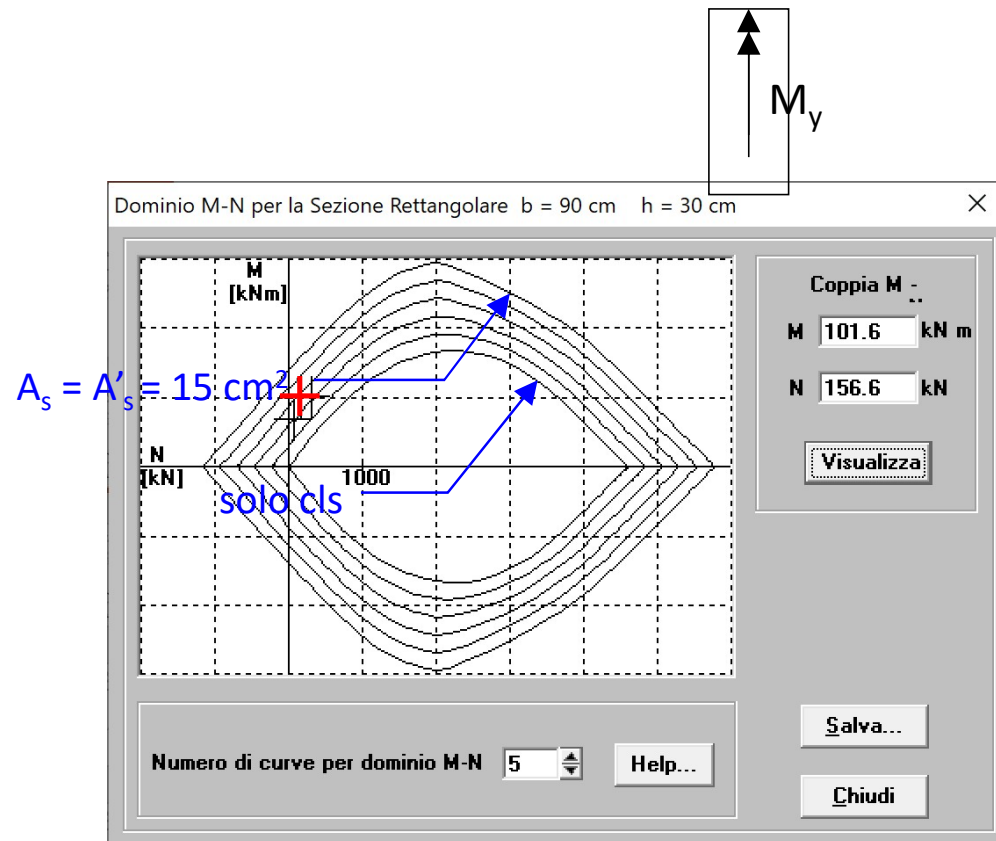 My
Dominio M-N per la Sezione Rettangolare b = 90 cm h = 30 cm
M
[kNm]
Coppia M -
M 101.6 kN m
As = A's = 15 cm2
N 156.6 kN
N
[kN]
1000
Visualizza
solo cls
Numero di curve per dominio M-N 5 Help...
Salva...
Chiudi